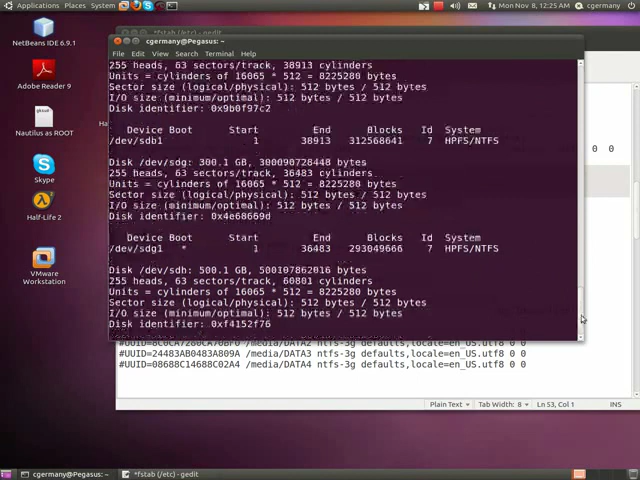 Applications Places System
Mon Nov 8, 12:25 AM cgermany
*fstab (/etc) - gedit
cgermany@Pegasus: ~
File Edit View Search Terminal Help
255 heads, 63 sectors/track, 38913 cylinders
Units = cylinders of 16065 * 512 = 8225280 bytes
Sector size (logical/physical): 512 bytes / 512 bytes
I/O size (minimum/optimal): 512 bytes / 512 bytes
Disk identifier: 0x9b0f97c2
Device Boot Start End Blocks Id System
/dev/sdb1 1 38913 312568641 7 HPFS/NTFS
Disk /dev/sdg: 300.1 GB, 300090728448 bytes
255 heads, 63 sectors/track, 36483 cylinders
Units = cylinders of 16065 * 512 = 8225280 bytes
Sector size (logical/physical): 512 bytes / 512 bytes
I/O size (minimum/optimal): 512 bytes / 512 bytes
Disk identifier: 0x4e68669d
Device Boot Start End Blocks Id System
/dev/sdg1 * 1 36483 293049666 7 HPFS/NTFS
Disk /dev/sdh: 500.1 GB, 500107862016 bytes
255 heads, 63 sectors/track, 60801 cylinders
Units = cylinders of 16065 * 512 = 8225280 bytes
Sector size (logical/physical): 512 bytes / 512 bytes
I/O size (minimum/optimal): 512 bytes / 512 bytes
Disk identifier: 0xf4152f76
0 0
/media/DATA2 ntfs-3g defaults,locale=en_US.utf8 0 0
#UUID=24483AB0483A809A /media/DATA3 ntfs-3g defaults,locale=en_US.utf8 0 0
#UUID=08688C14688C02A4 /media/DATA4 ntfs-3g defaults,locale=en_US.utf8 0 0
Plain Text Tab Width: 8 Ln 53, Col 1 INS
NetBeans IDE 6.9.1
Adobe Reader 9
Nautilus as ROOT
Ha
Skype
Half-Life 2
VMware
Workstation
cgermany@Pegasus: ~
*fstab (/etc) - gedit